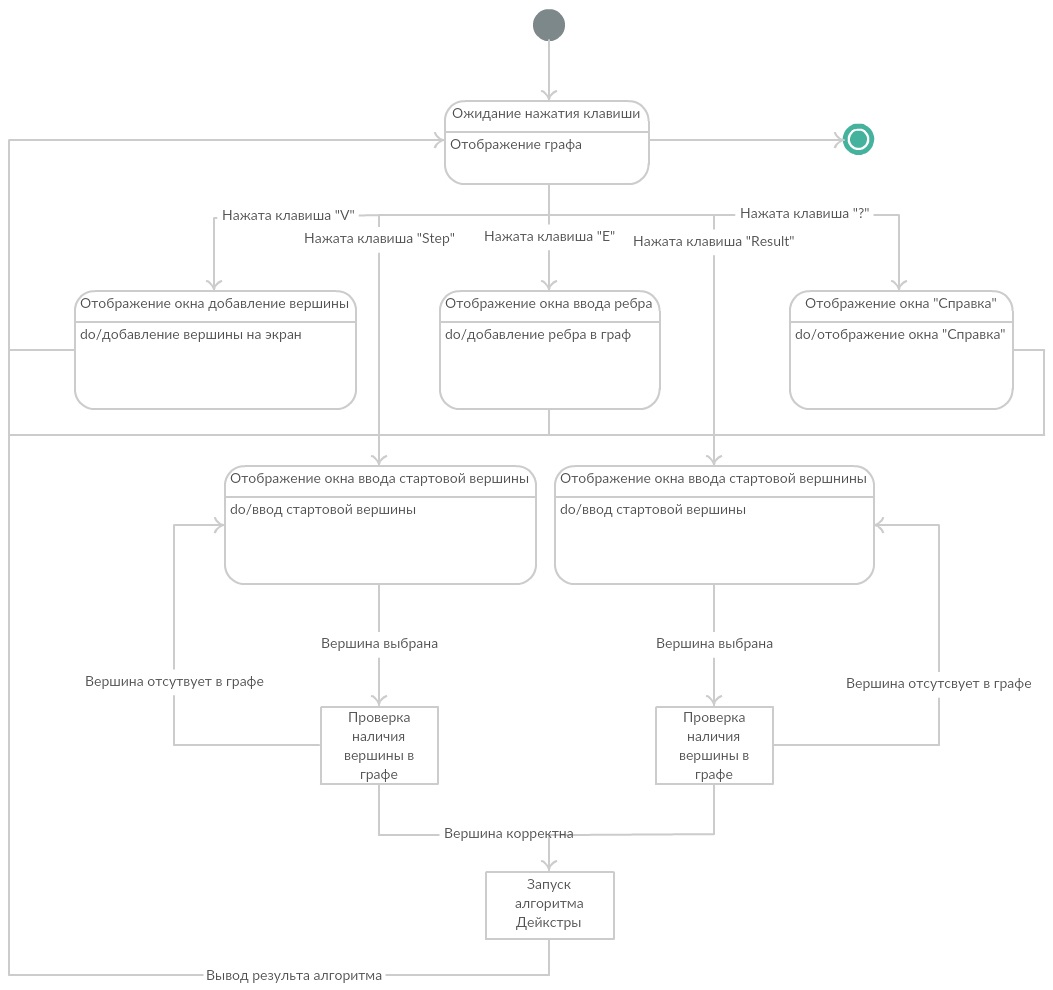 Ожидание нажатия клавиши
Отображение графа
Нажата клавиша "V"
Нажата клавиша "?"
Нажата клавиша "Step"
Нажата клавиша "E"
Нажата клавиша "Result"
Отображение окна добавление вершины
do/добавление вершины на экран
Отображение окна ввода ребра
do/добавление ребра в граф
Отображение окна "Справка"
do/отображение окна "Справка"
Отображение окна ввода стартовой вершины
do/ввод стартовой вершины
Отображение окна ввода стартовой вершнины
do/ввод стартовой вершины
Вершина выбрана
Вершина выбрана
Вершина отсутвует в графе
Вершина отсутсвует в графе
Проверка
наличия
вершины в
графе
Проверка
наличия
вершины в
графе
Вершина корректна
Запуск
алгоритма
Дейкстры
Вывод результа алгоритма